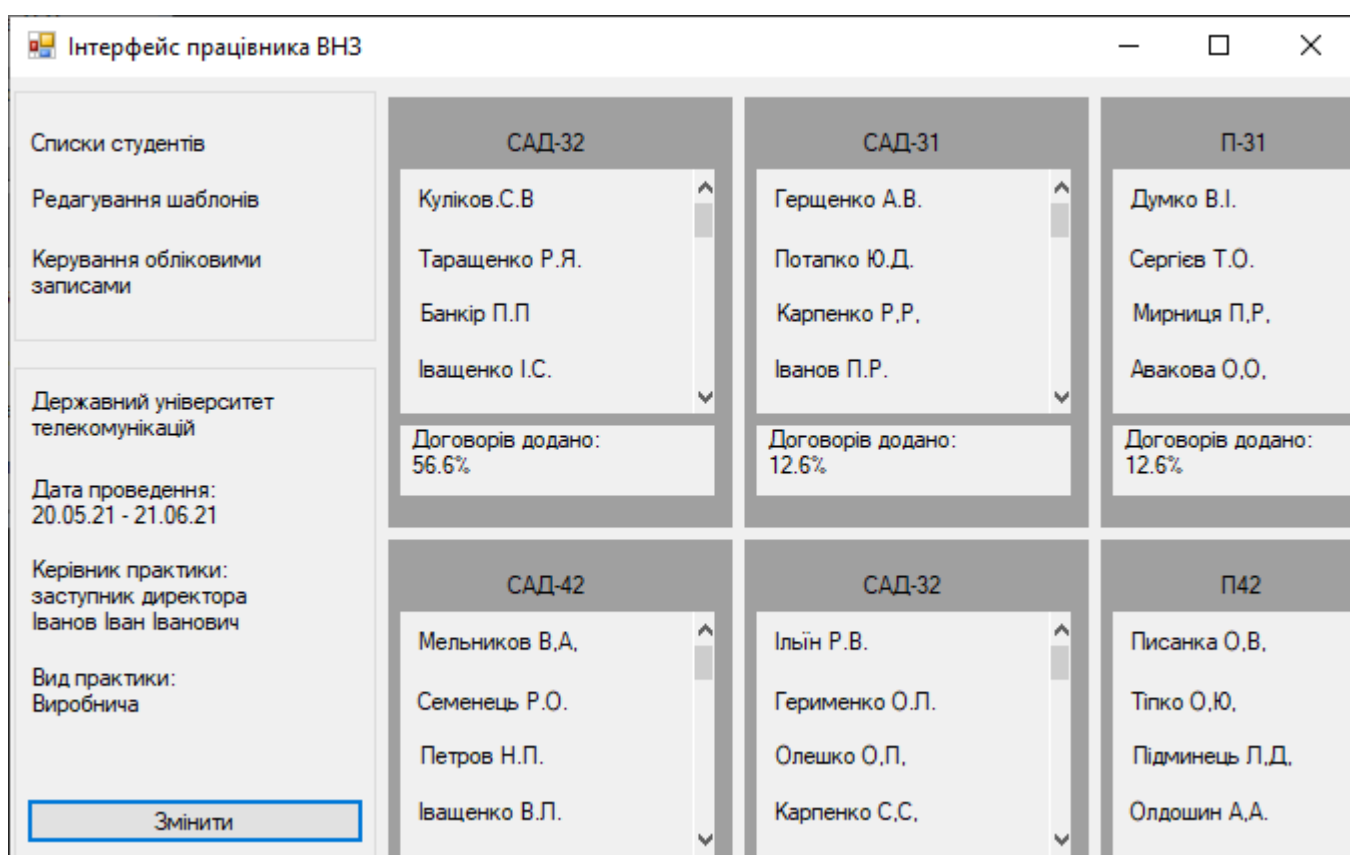 Інтерфейс працівника ВНЗ
Списки студентів
Редагування шаблонів
Керування обліковими
записами
Державний університет
телекомунікацій
Дата проведення:
20.05.21 - 21.06.21
Керівник практики:
заступник директора
Іванов Іван Іванович
Вид практики:
Виробнича
Змінити
САД-32
Куліков.С.В
Таращенко Р.Я.
Банкір П.П
Іващенко І.С.
Договорів додано:
56.6%
САД-31
Герщенко А.В.
Потапко Ю.Д.
Карпенко Р,Р,
Іванов П.Р.
Договорів додано:
12.6%
П-31
Думко В.І.
Сергієв Т.О.
Мирниця П,Р,
Авакова О,О,
Договорів додано:
12.6%
САД-42
Мельников В,А,
Семенець Р.О.
Петров Н.П.
Іващенко В.Л.
САД-32
Ільїн Р.В.
Герименко О.Л.
Олешко О,П,
Карпенко С,С,
П42
Писанка О,В,
Тіпко О,Ю,
Підминець Л,Д,
Олдошин А,А.